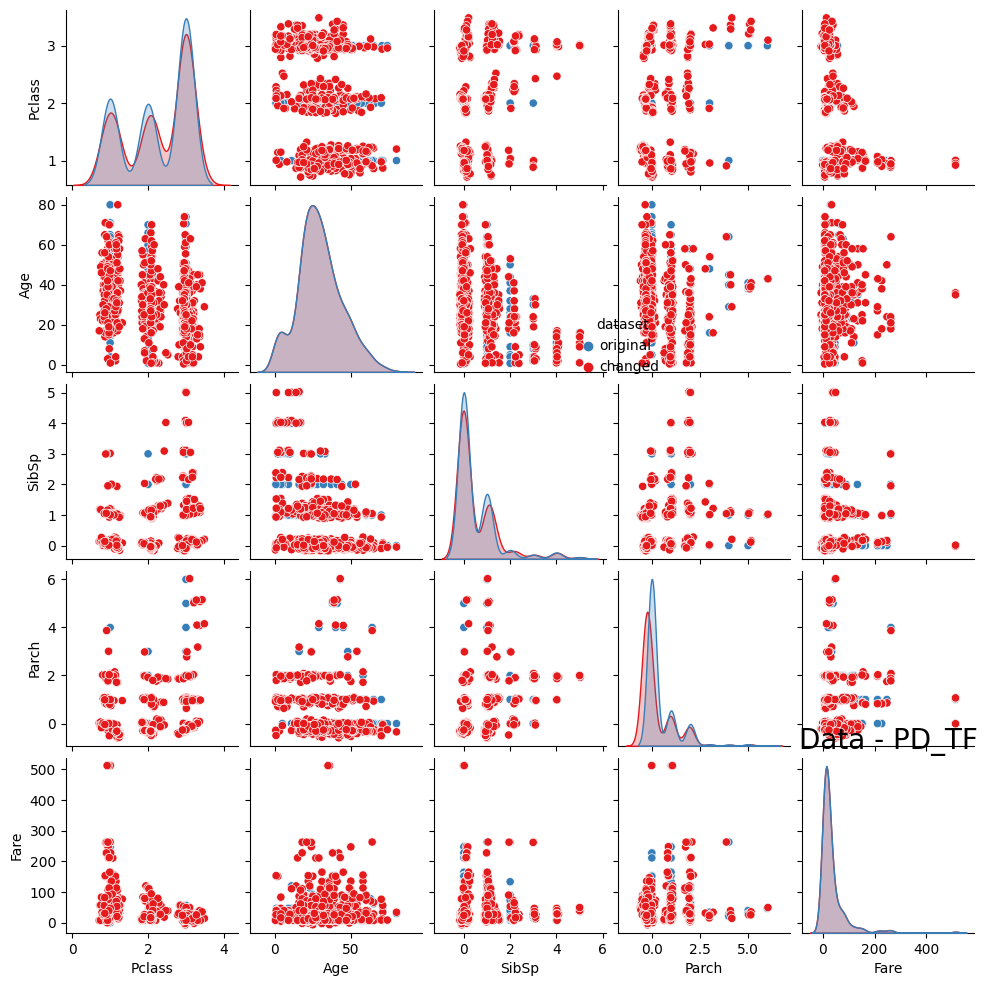 Pclass
3
2
1
Age
80
60
40
20
0
dataset
original
changed
SibSp
5
4
3
2
1
0
Parch
6
4
2
0
Data - PD_TF
Fare
500
400
300
200
100
0
0 2 4
0 50
0 2 4 6
0.0 2.5 5.0
0 200 400
Pclass Age SibSp Parch Fare